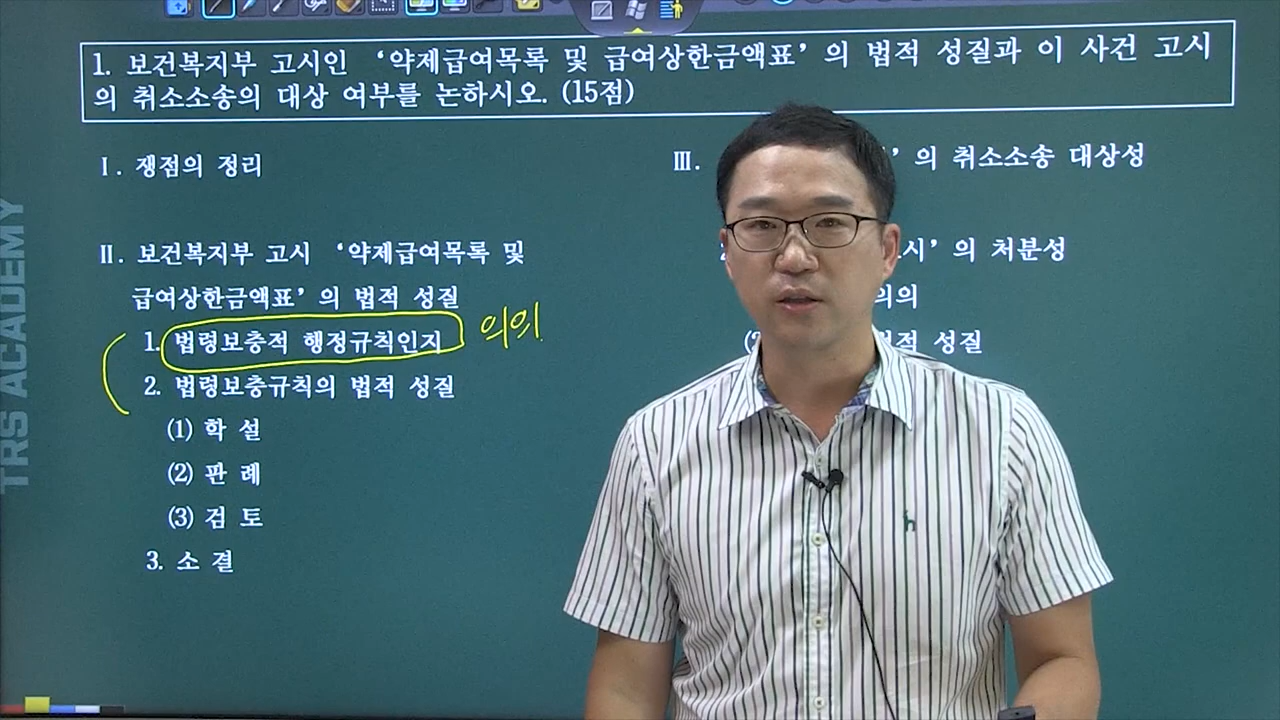 1. 보건복지부 고시인 ‘약제급여목록 및 급여상한금액표’의 법적 성질과 이 사건 고시
의 취소소송의 대상 여부를 논하시오. (15점)
Ⅰ. 쟁점의 정리
Ⅱ. 보건복지부 고시 ‘약제급여목록 및
급여상한금액표’의 법적 성질
1. 법령보충적 행정규칙인지 의의
2. 법령보충규칙의 법적 성질
(1) 학 설
(2) 판 례
(3) 검 토
3. 소 결
Ⅲ. ’의 취소소송 대상성
’의 처분성
의의
성질
TRS ACADEMY